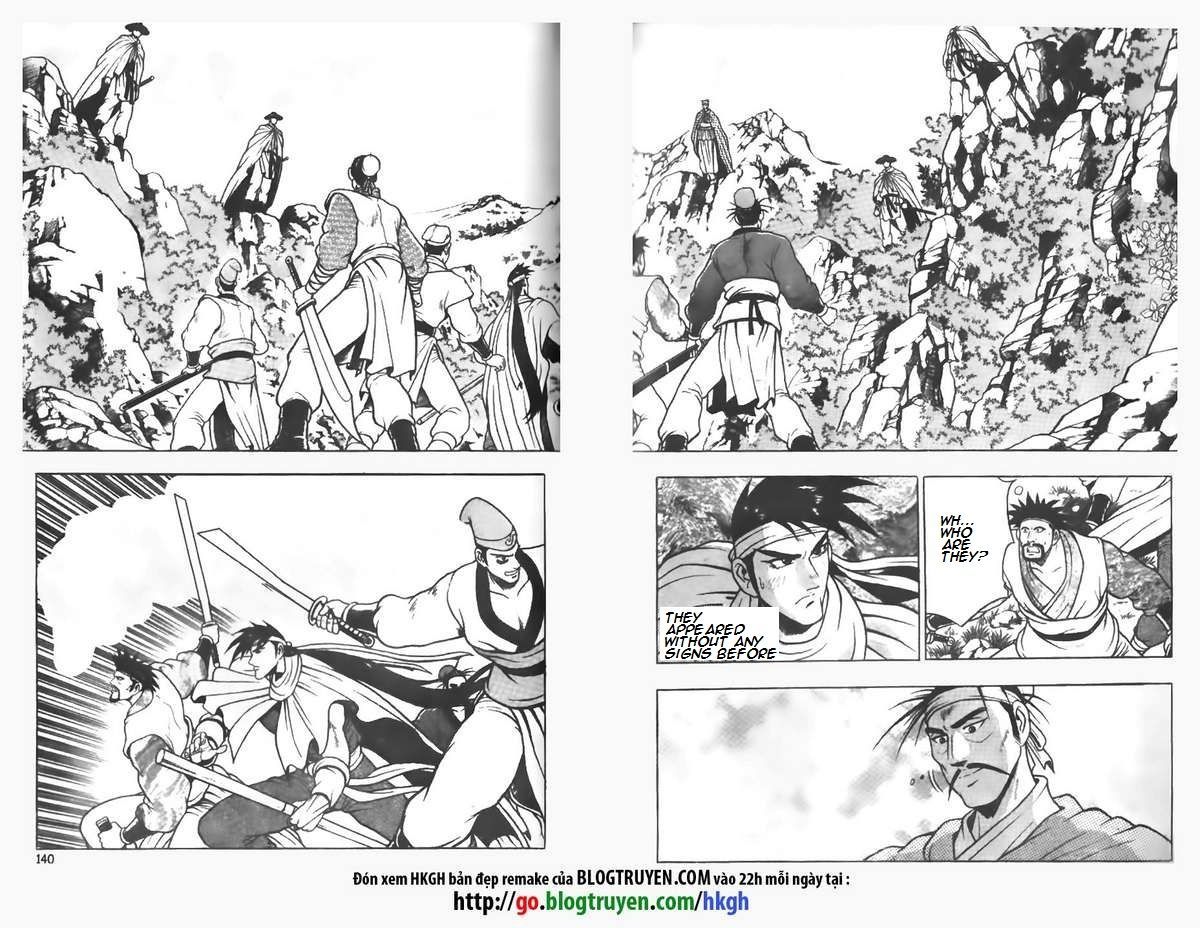 THEY
APPEARED
WITHOUT ANY
SIGNS BEFORE
WH...
WHO
ARE
THEY?
140
Đón xem HKGH bản đẹp remake của BLOGTRUYEN.COM vào 22h mỗi ngày tại :
http://go.blogtruyen.com/hkgh